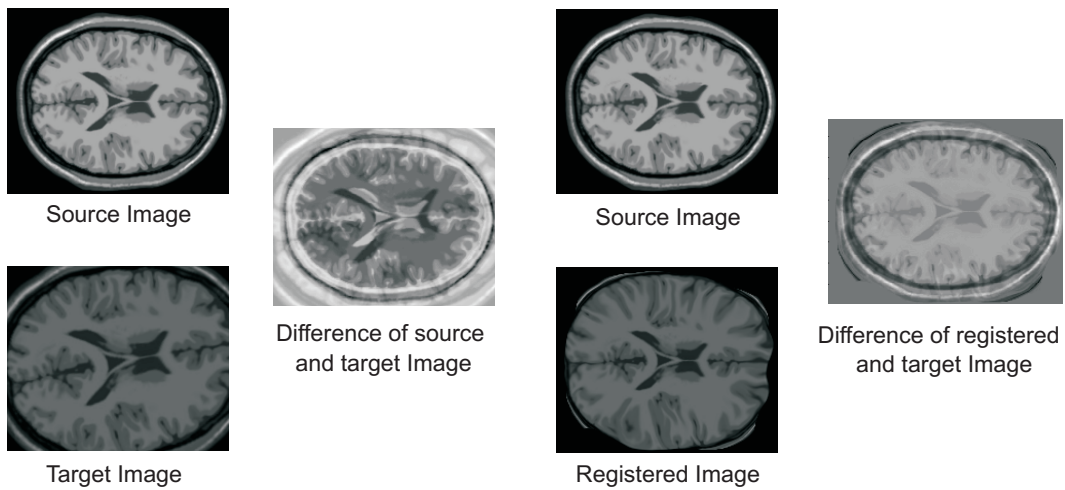 Source Image
Target Image
Difference of source
and target Image
Source Image
Registered Image
Difference of registered
and target Image